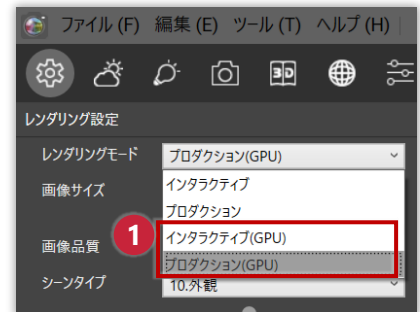 ファイル (F) 編集 (E) ツール (T) ヘルプ (H)
3D
レンダリング設定
レンダリングモード プロダクション(GPU)
画像サイズ インタラクティブ
プロダクション
画像品質 1 インタラクティブ(GPU)
プロダクション(GPU)
シーンタイプ 10.外観